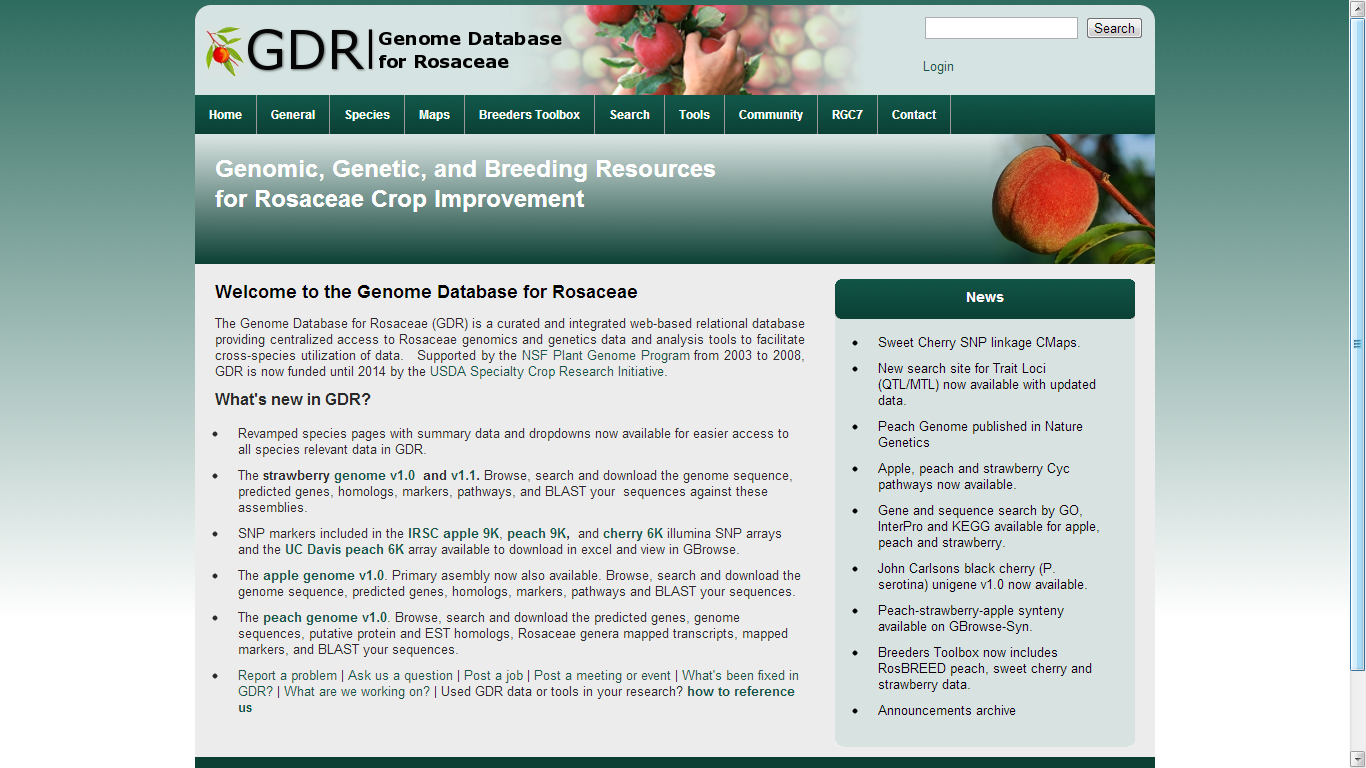 GDR
Genome Database
for Rosaceae
Search
Login
Home
General
Species
Maps
Breeders Toolbox
Search
Tools
Community
RGC7
Contact
Genomic, Genetic, and Breeding Resources
for Rosaceae Crop Improvement
Welcome to the Genome Database for Rosaceae
The Genome Database for Rosaceae (GDR) is a curated and integrated web-based relational database
providing centralized access to Rosaceae genomics and genetics data and analysis tools to facilitate
cross-species utilization of data. Supported by the NSF Plant Genome Program from 2003 to 2008,
GDR is now funded until 2014 by the USDA Specialty Crop Research Initiative.
What's new in GDR?
Revamped species pages with summary data and dropdowns now available for easier access to
all species relevant data in GDR.
The strawberry genome v1.0 and v1.1. Browse, search and download the genome sequence,
predicted genes, homologs, markers, pathways, and BLAST your sequences against these
assemblies.
SNP markers included in the IRSC apple 9K, peach 9K, and cherry 6K illumina SNP arrays
and the UC Davis peach 6K array available to download in excel and view in GBrowse.
The apple genome v1.0. Primary asembly now also available. Browse, search and download the
genome sequence, predicted genes, homologs, markers, pathways and BLAST your sequences.
The peach genome v1.0. Browse, search and download the predicted genes, genome
sequences, putative protein and EST homologs, Rosaceae genera mapped transcripts, mapped
markers, and BLAST your sequences.
Report a problem | Ask us a question | Post a job | Post a meeting or event | What's been fixed in
GDR? | What are we working on? | Used GDR data or tools in your research? how to reference
us
News
Sweet Cherry SNP linkage CMaps.
New search site for Trait Loci
(QTL/MTL) now available with updated
data.
Peach Genome published in Nature
Genetics
Apple, peach and strawberry Cyc
pathways now available.
Gene and sequence search by GO,
InterPro and KEGG available for apple,
peach and strawberry.
John Carlsons black cherry (P.
serotina) unigene v1.0 now available.
Peach-strawberry-apple synteny
available on GBrowse-Syn.
Breeders Toolbox now includes
RosBREED peach, sweet cherry and
strawberry data.
Announcements archive